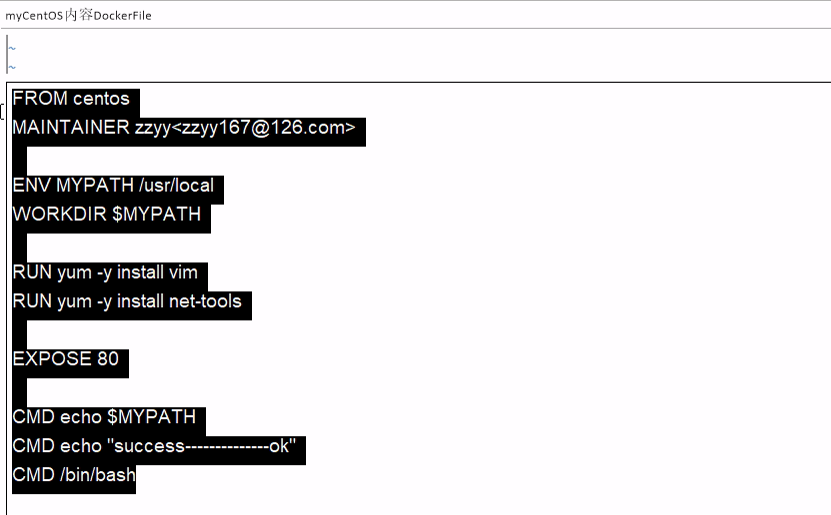 myCentOS内容DockerFile
~
~
FROM centos
MAINTAINER zzyy<zzyy167@126.com>
ENV MYPATH /usr/local
WORKDIR $MYPATH
RUN yum -y install vim
RUN yum -y install net-tools
EXPOSE 80
CMD echo $MYPATH
CMD echo "success--------------ok"
CMD /bin/bash